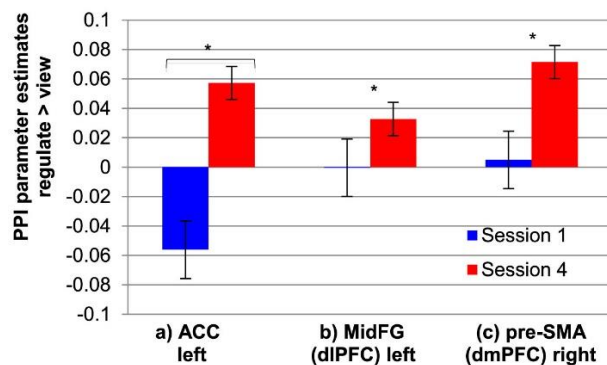 PPI parameter estimates
regulate > view
0.1
0.08
0.06
0.04
0.02
0
-0.02
-0.04
-0.06
-0.08
-0.1
*
*
*
Session 1
Session 4
a) ACC
left
b) MidFG
(dlPFC) left
(c) pre-SMA
(dmPFC) right